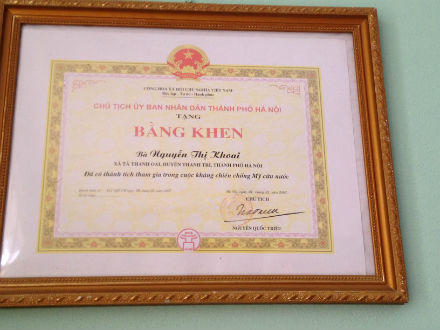 CỘNG HÒA XÃ HỘI CHỦ NGHĨA VIỆT NAM
Độc lập - Tự do - Hạnh phúc
CHỦ TỊCH ỦY BAN NHÂN DÂN THÀNH PHỐ HÀ NỘI
TẶNG
BẰNG KHEN
Bà Nguyễn Thị Khoai
XÃ TẢ THANH OAI, HUYỆN THANH TRÌ, THÀNH PHỐ HÀ NỘI
Đã có thành tích tham gia trong cuộc kháng chiến chống Mỹ cứu nước
CHỦ TỊCH
NGUYỄN QUỐC TRIỆU